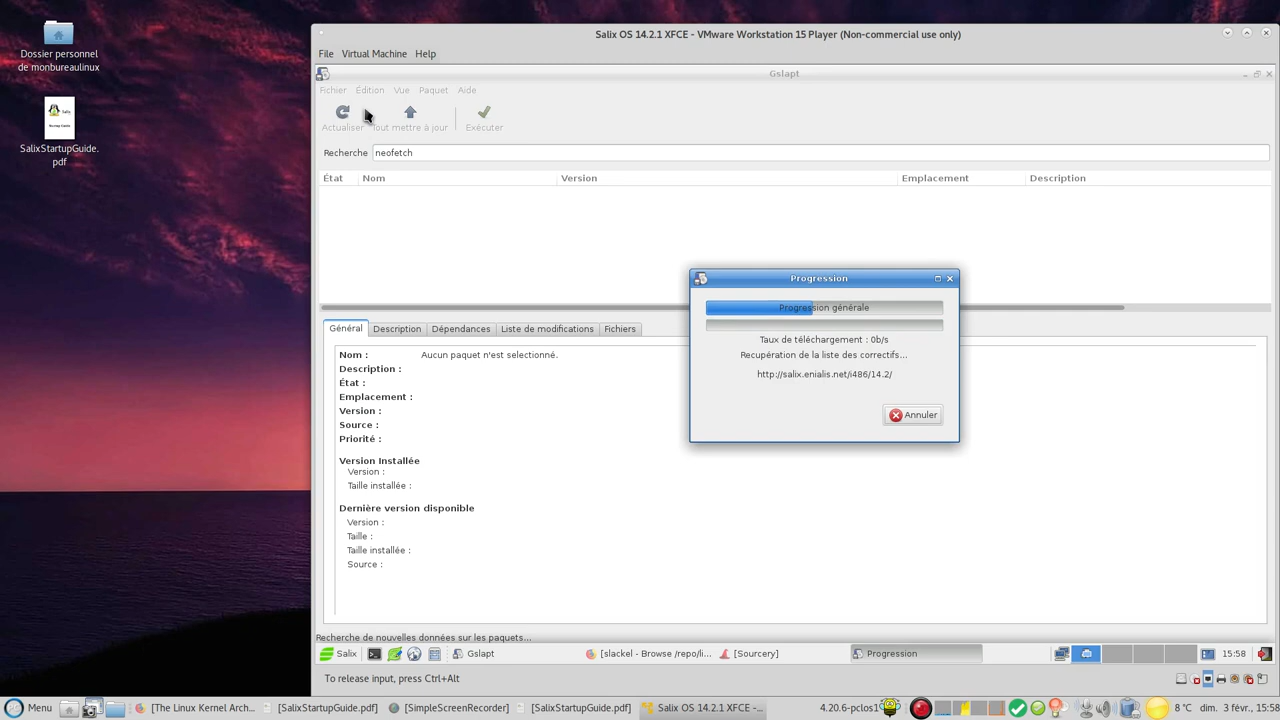 Dossier personnel
de monbureaulinux
SalixStartupGuide.
pdf
Salix OS 14.2.1 XFCE - VMware Workstation 15 Player (Non-commercial use only)
File Virtual Machine Help
Gslapt
Fichier Édition Vue Paquet Aide
Actualiser Tout mettre à jour Exécuter
Recherche neofetch
État Nom Version Emplacement Description
Progression
Progression générale
Taux de téléchargement : 0b/s
Recupération de la liste des correctifs...
http://salix.enialis.net/i486/14.2/
Annuler
Général Description Dépendances Liste de modifications Fichiers
Nom : Aucun paquet n'est selectionné.
Description :
État :
Emplacement :
Version :
Source :
Priorité :
Version Installée
Version :
Taille installée :
Dernière version disponible
Version :
Taille :
Taille installée :
Source :
Recherche de nouvelles données sur les paquets...
Salix Gslapt [slackel - Browse /repo/li... [Sourcery] Progression 15:58
To release input, press Ctrl+Alt
Menu [The Linux Kernel Arch... [SalixStartupGuide.pdf] [SimpleScreenRecorder] [SalixStartupGuide.pdf] Salix OS 14.2.1 XFCE - ... 4.20.6-pclos1 8 °C dim. 3 févr., 15:58